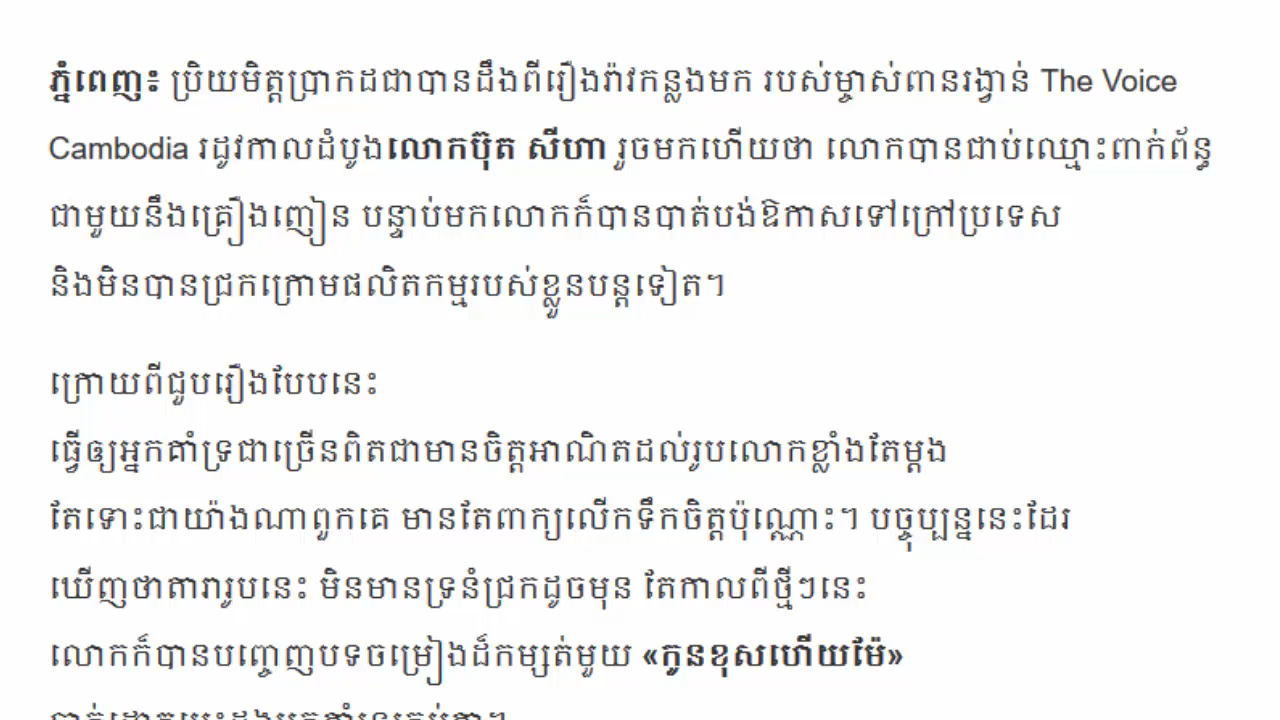 ភ្នំពេញ៖ ប្រិយមិត្តប្រាកដជាបានដឹងពីរឿងរ៉ាវកន្លងមក របស់ម្ចាស់ពានរង្វាន់ The Voice
Cambodia រដូវកាលដំបូងលោកប៊ុត សីហា រួចមកហើយថា លោកបានជាប់ឈ្មោះពាក់ព័ន្ធ
ជាមួយនឹងគ្រឿងញៀន បន្ទាប់មកលោកក៏បានបាត់បង់ឱកាសទៅក្រៅប្រទេស
និងមិនបានជ្រកក្រោមផលិតកម្មរបស់ខ្លួនបន្តទៀត។
ក្រោយពីជួបរឿងបែបនេះ
ធ្វើឲ្យអ្នកគាំទ្រជាច្រើនពិតជាមានចិត្តអាណិតដល់រូបលោកខ្លាំងតែម្តង
តែទោះជាយ៉ាងណាពួកគេ មានតែពាក្យលើកទឹកចិត្តប៉ុណ្ណោះ។ បច្ចុប្បន្ននេះដែរ
ឃើញថាតារារូបនេះ មិនមានទ្រនំជ្រកដូចមុន តែកាលពីថ្មីៗនេះ
លោកក៏បានបញ្ចេញបទចម្រៀងដ៏កម្សត់មួយ «កូនខុសហើយម៉ែ»